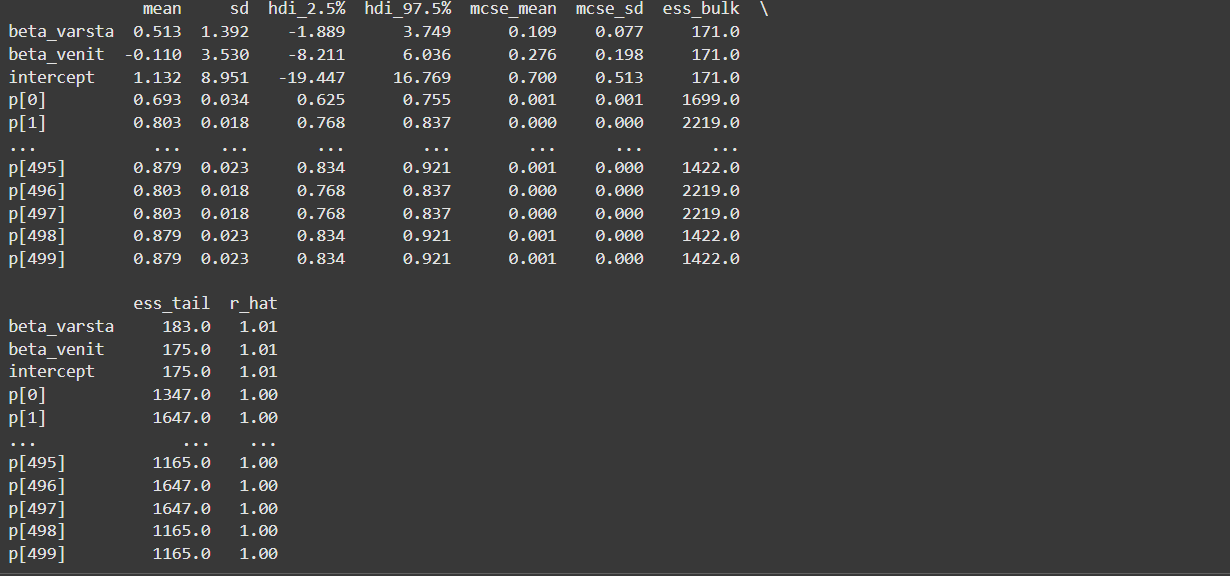 mean sd hdi_2.5% hdi_97.5% mcse_mean mcse_sd ess_bulk \
beta_varsta 0.513 1.392 -1.889 3.749 0.109 0.077 171.0
beta_venit -0.110 3.530 -8.211 6.036 0.276 0.198 171.0
intercept 1.132 8.951 -19.447 16.769 0.700 0.513 171.0
p[0] 0.693 0.034 0.625 0.755 0.001 0.001 1699.0
p[1] 0.803 0.018 0.768 0.837 0.000 0.000 2219.0
... ... ... ... ... ... ... ...
p[495] 0.879 0.023 0.834 0.921 0.001 0.000 1422.0
p[496] 0.803 0.018 0.768 0.837 0.000 0.000 2219.0
p[497] 0.803 0.018 0.768 0.837 0.000 0.000 2219.0
p[498] 0.879 0.023 0.834 0.921 0.001 0.000 1422.0
p[499] 0.879 0.023 0.834 0.921 0.001 0.000 1422.0
ess_tail r_hat
beta_varsta 183.0 1.01
beta_venit 175.0 1.01
intercept 175.0 1.01
p[0] 1347.0 1.00
p[1] 1647.0 1.00
... ... ...
p[495] 1165.0 1.00
p[496] 1647.0 1.00
p[497] 1647.0 1.00
p[498] 1165.0 1.00
p[499] 1165.0 1.00